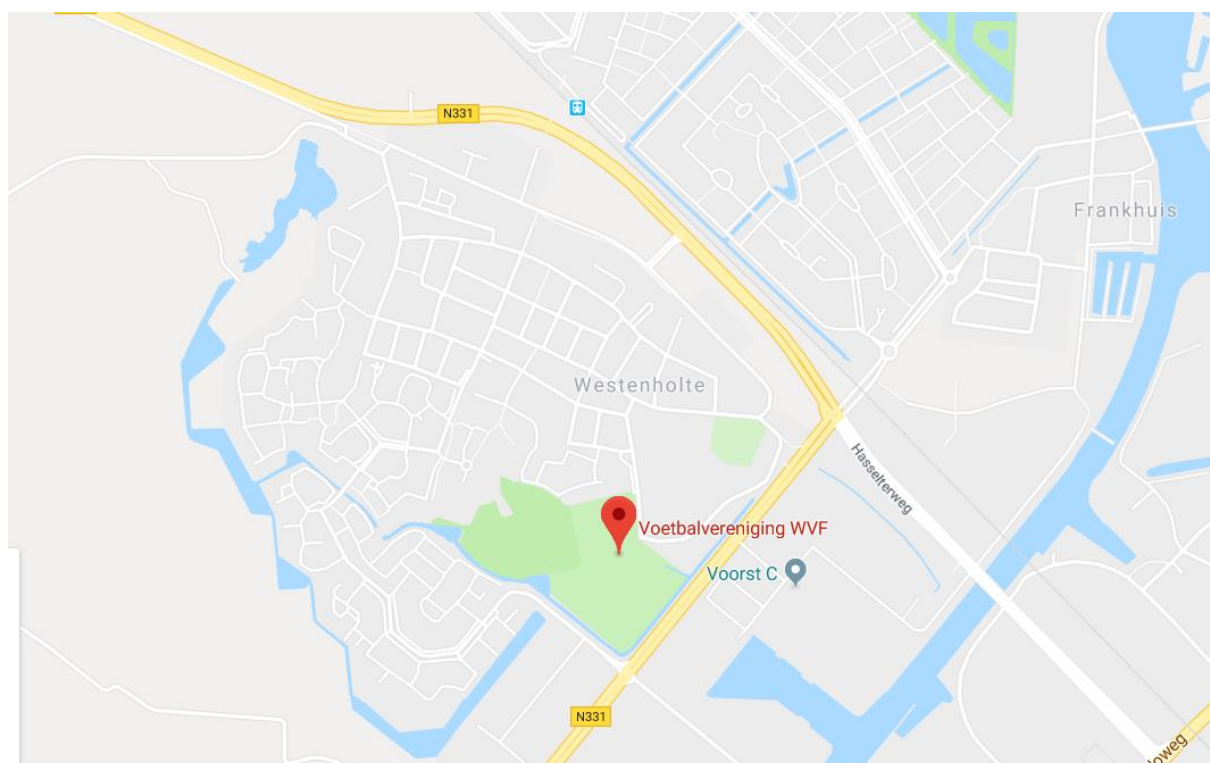 N331
Frankhuis
Westenholte
Hasselterweg
Voetbalvereniging WVF
Voorst C
N331